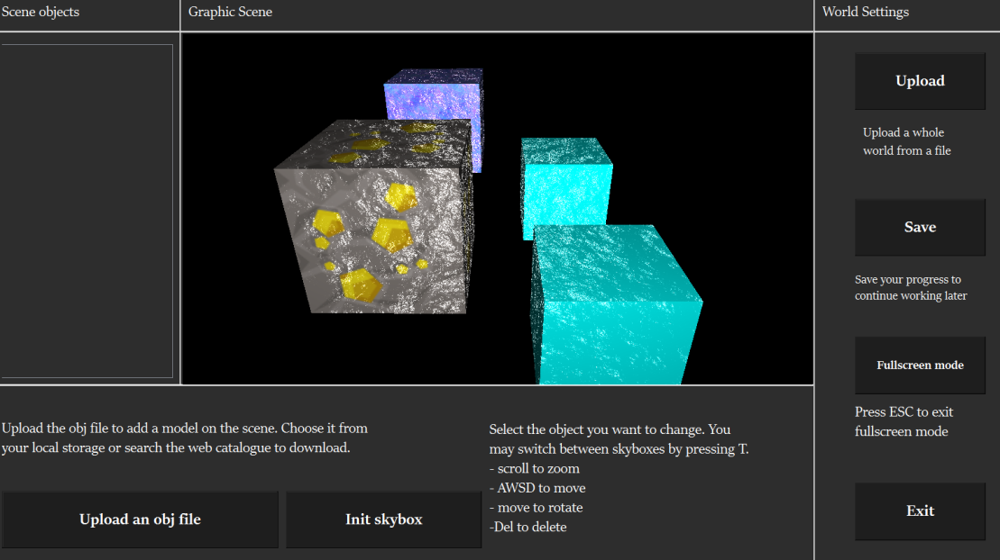 Scene objects
Graphic Scene
World Settings
Upload
Upload a whole
world from a file
Save
Save your progress to
continue working later
Fullscreen mode
Press ESC to exit
fullscreen mode
Exit
Upload the obj file to add a model on the scene. Choose it from
your local storage or search the web catalogue to download.
Upload an obj file
Init skybox
Select the object you want to change. You
may switch between skyboxes by pressing T.
- scroll to zoom
- AWSD to move
- move to rotate
-Del to delete